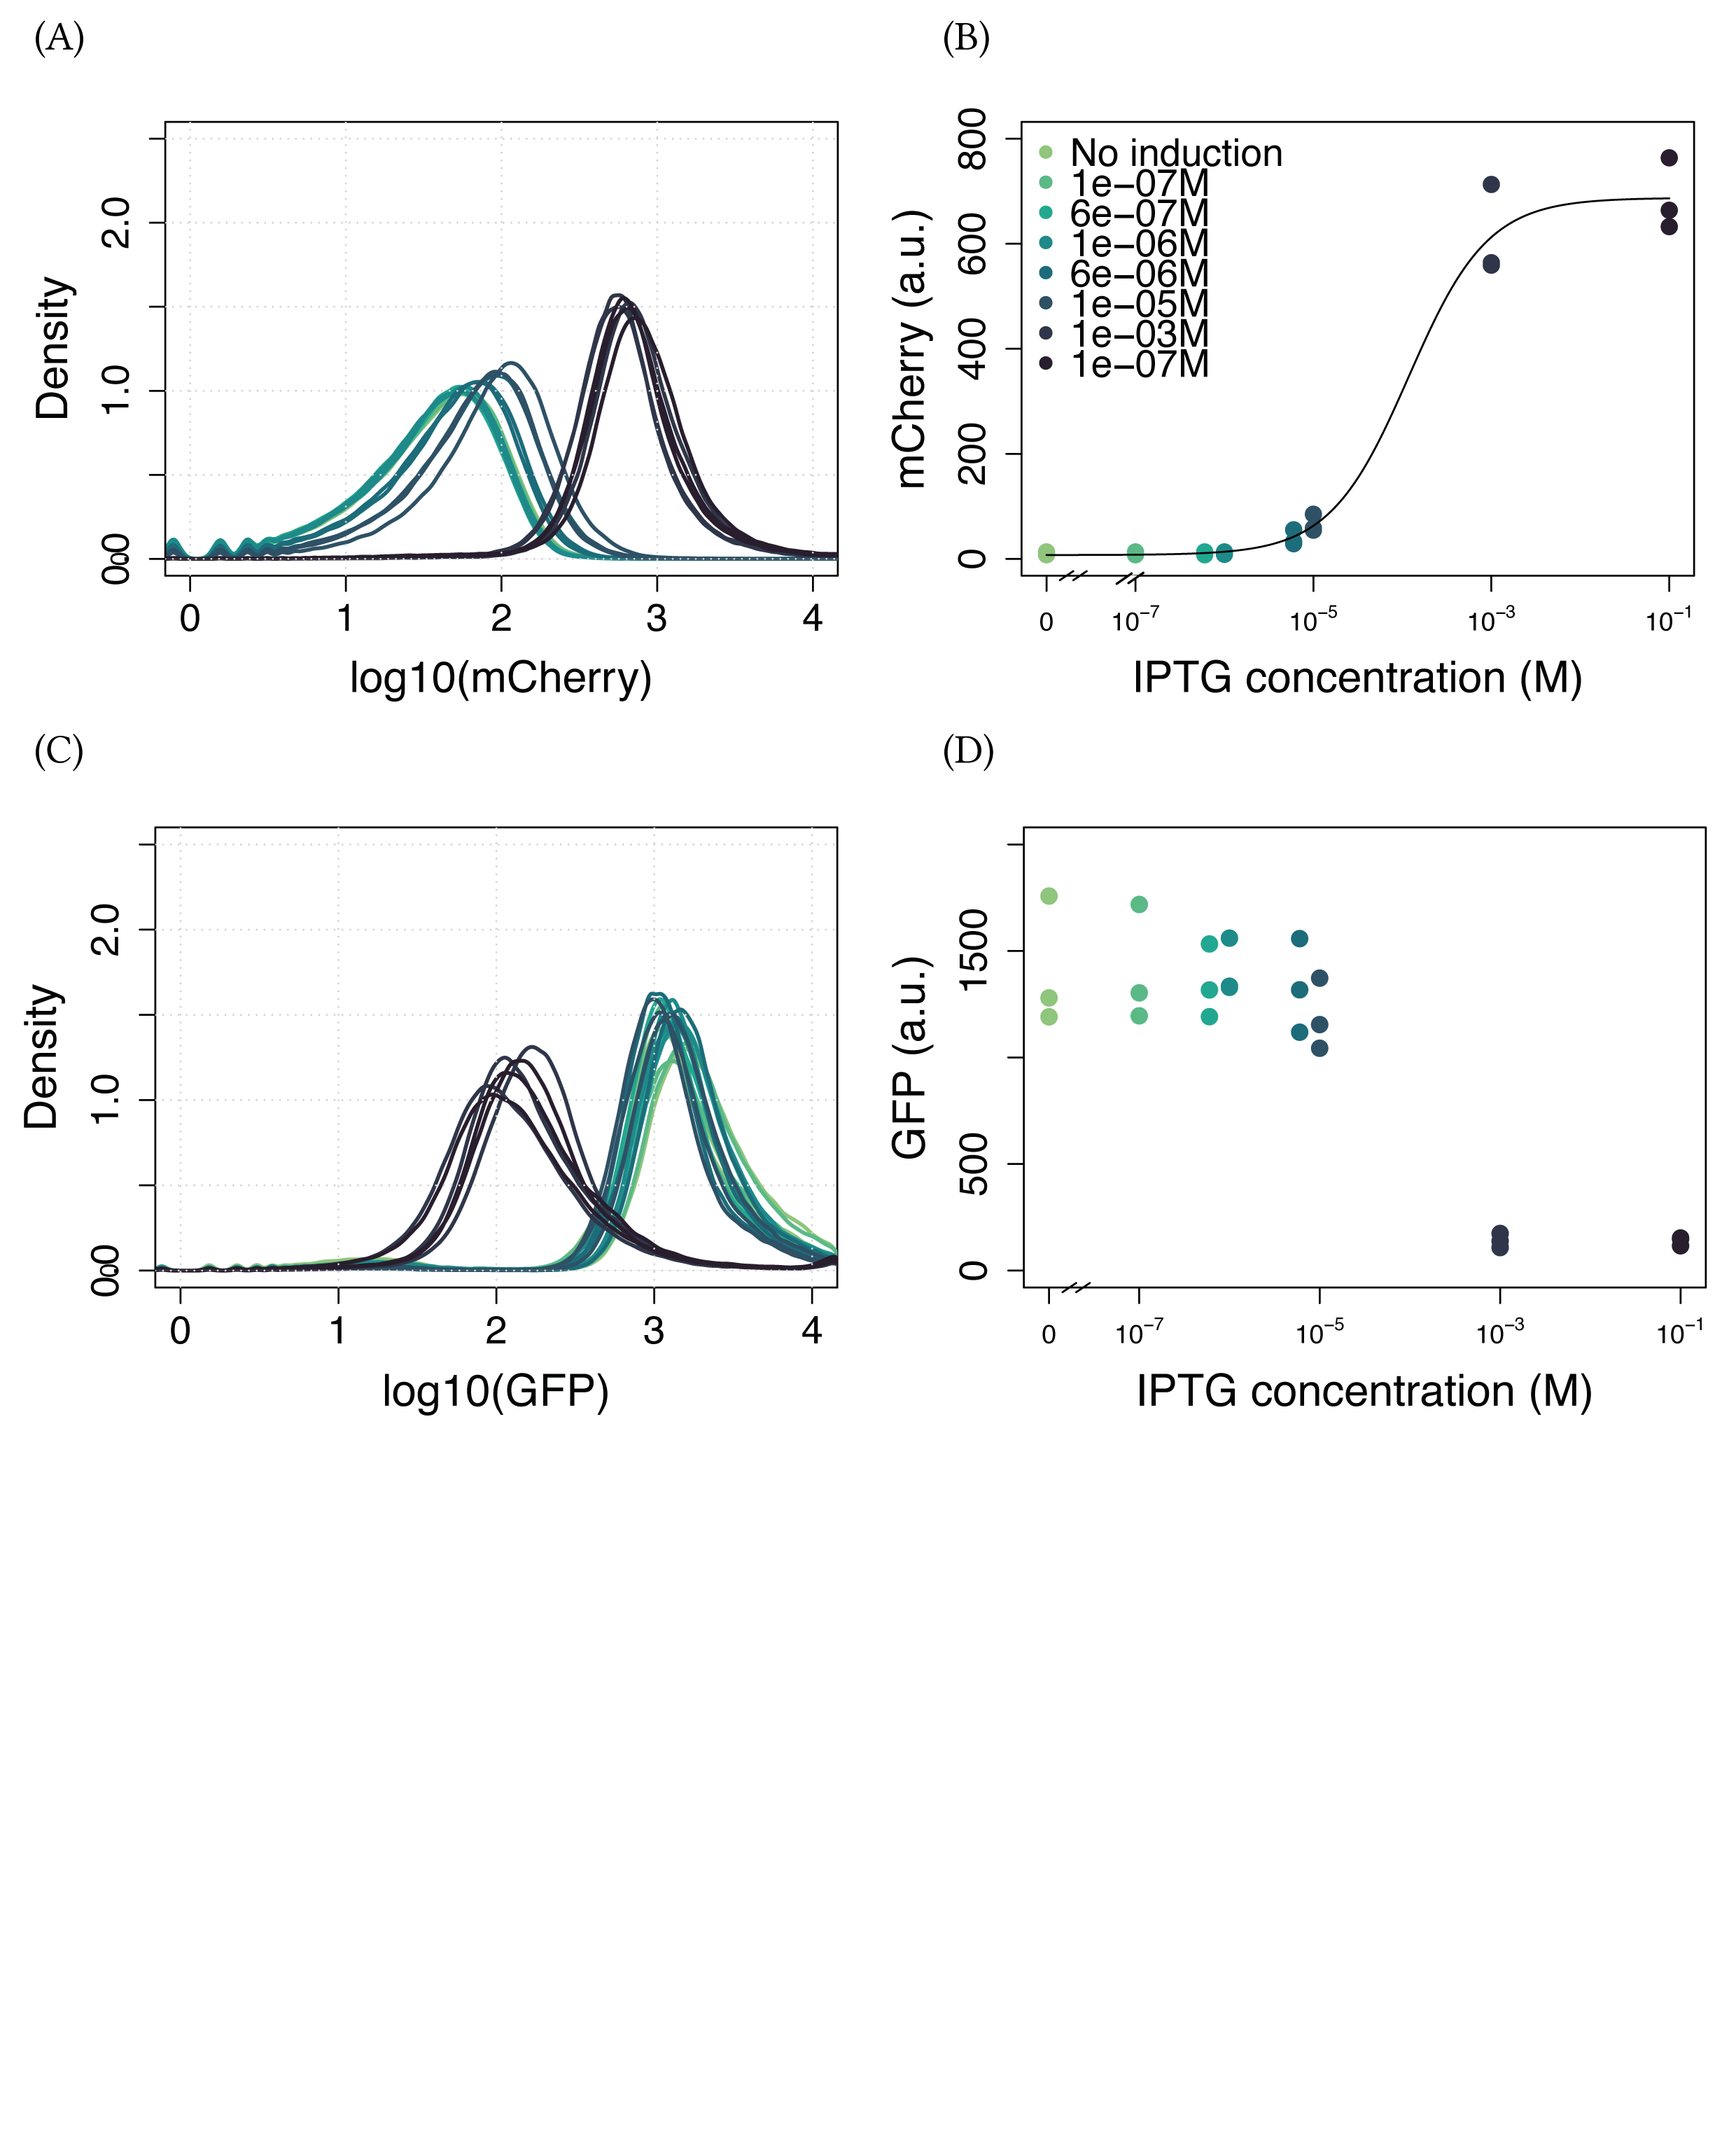 (A)
(B)
Density
0.0
0
1.0
2.0
0 1 2 3 4
log10(mCherry)
mCherry (a.u.)
0 200 400 600 800
No induction
1e−07M
6e−07M
1e−06M
6e−06M
1e−05M
1e−03M
1e−07M
0 10−7 10−5 10−3 10−1
IPTG concentration (M)
(C)
(D)
Density
0.0
0
1.0
2.0
0 1 2 3 4
log10(GFP)
GFP (a.u.)
0 500 1500
0 10−7 10−5 10−3 10−1
IPTG concentration (M)